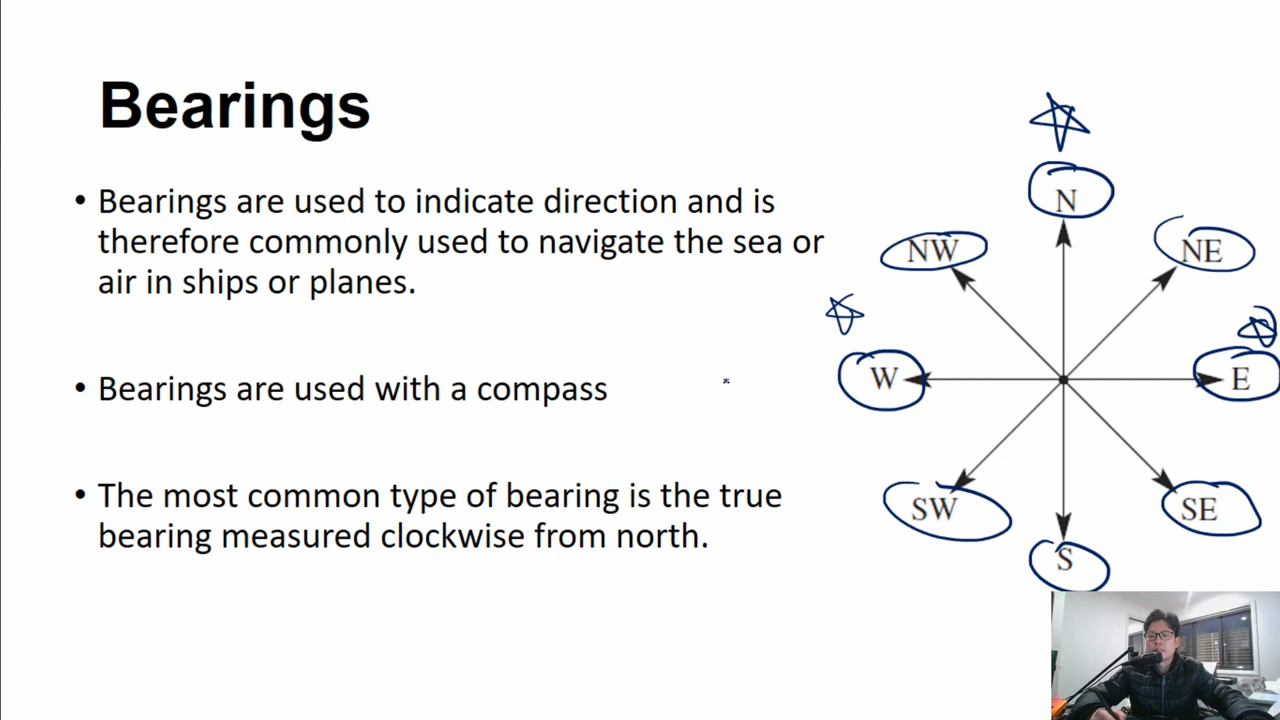 Bearings
• Bearings are used to indicate direction and is
therefore commonly used to navigate the sea or
air in ships or planes.
• Bearings are used with a compass
• The most common type of bearing is the true
bearing measured clockwise from north.
N
NW
NE
W
E
SW
SE
S